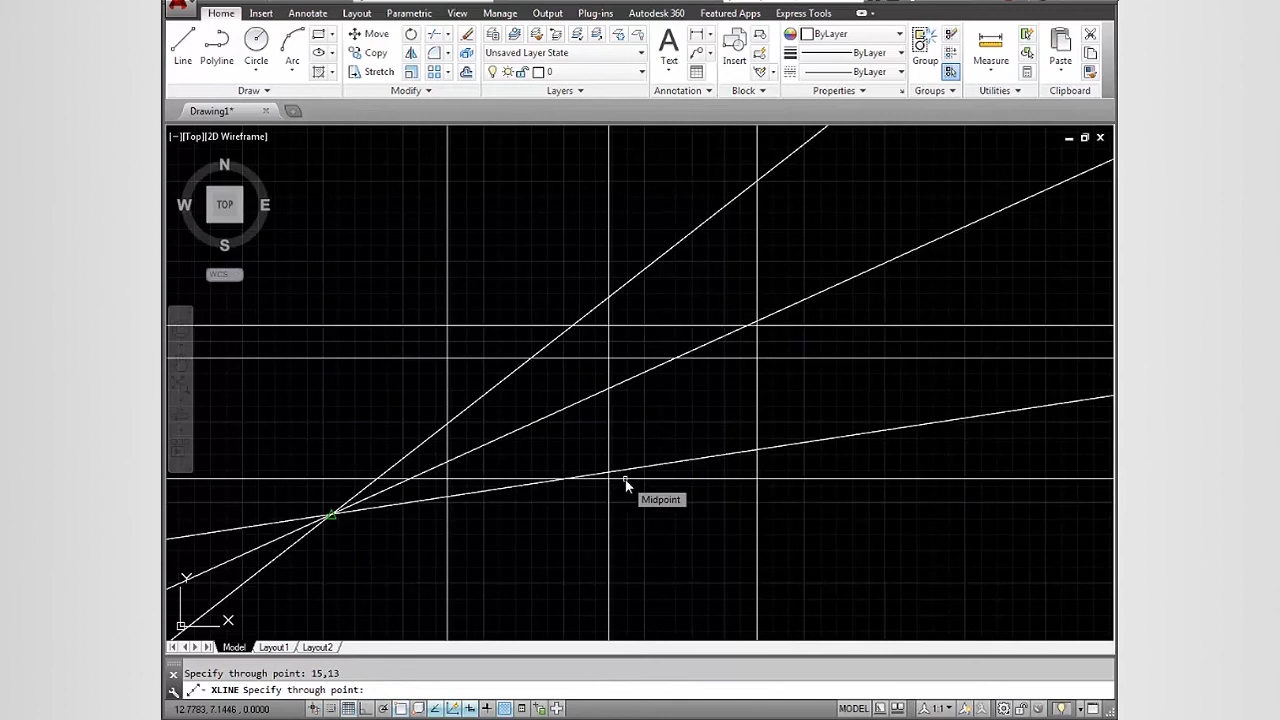 Home Insert Annotate Layout Parametric View Manage Output Plug-ins Autodesk 360 Featured Apps Express Tools
Line Polyline Circle Arc
Move
Copy
Stretch
Unsaved Layer State
0
Text
Insert
ByLayer
ByLayer
ByLayer
Group
Measure
Paste
Draw Modify Layers Annotation Block Properties Groups Utilities Clipboard
Drawing1*
[−][Top][2D Wireframe]
N
W TOP E
S
WCS
Midpoint
Y
X
Model Layout1 Layout2
Specify through point: 15,13
XLINE Specify through point:
12.7783, 7.1446, 0.0000 MODEL 1:1